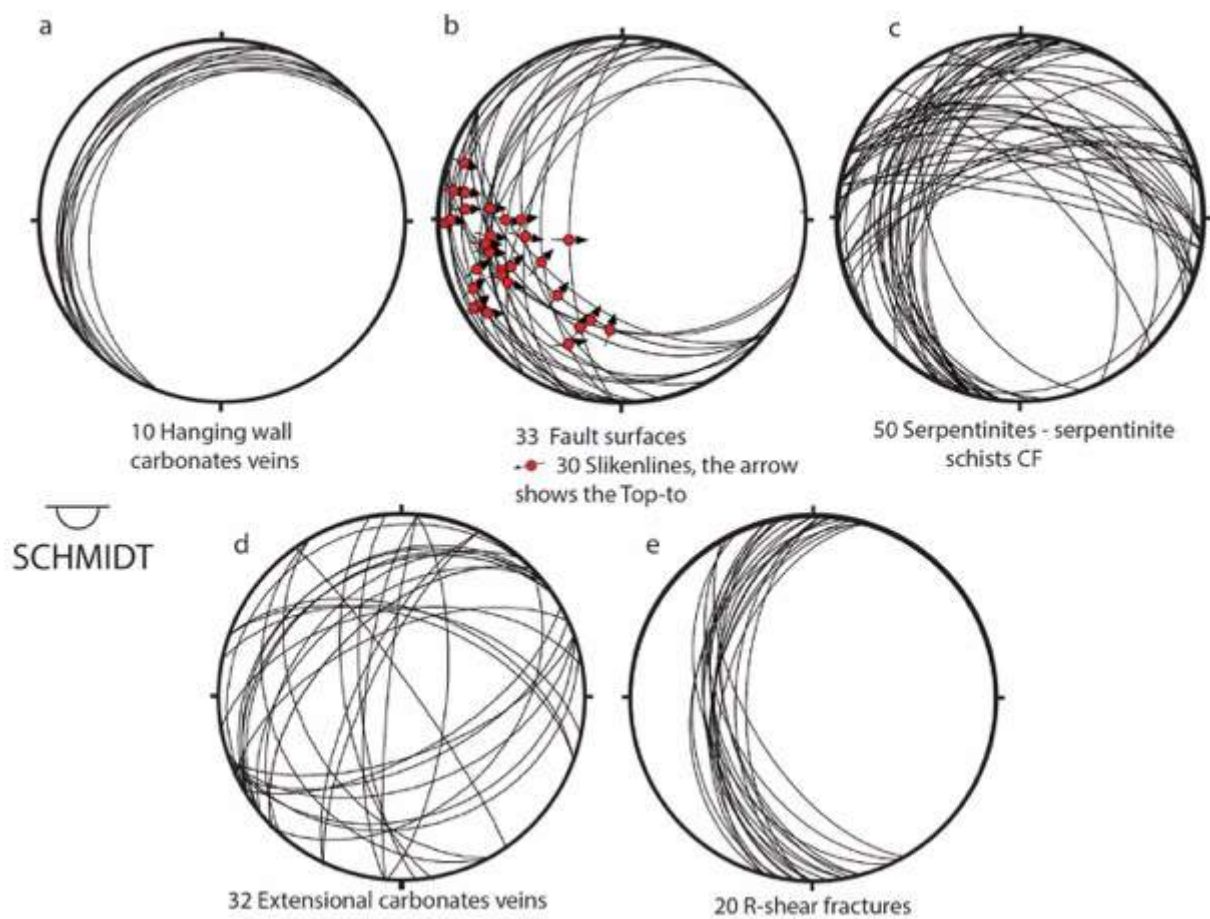 a
b
c
10 Hanging wall
carbonates veins
33 Fault surfaces
30 Slikenlines, the arrow
shows the Top-to
50 Serpentinites - serpentinite
schists CF
SCHMIDT
d
e
32 Extensional carbonates veins
20 R-shear fractures